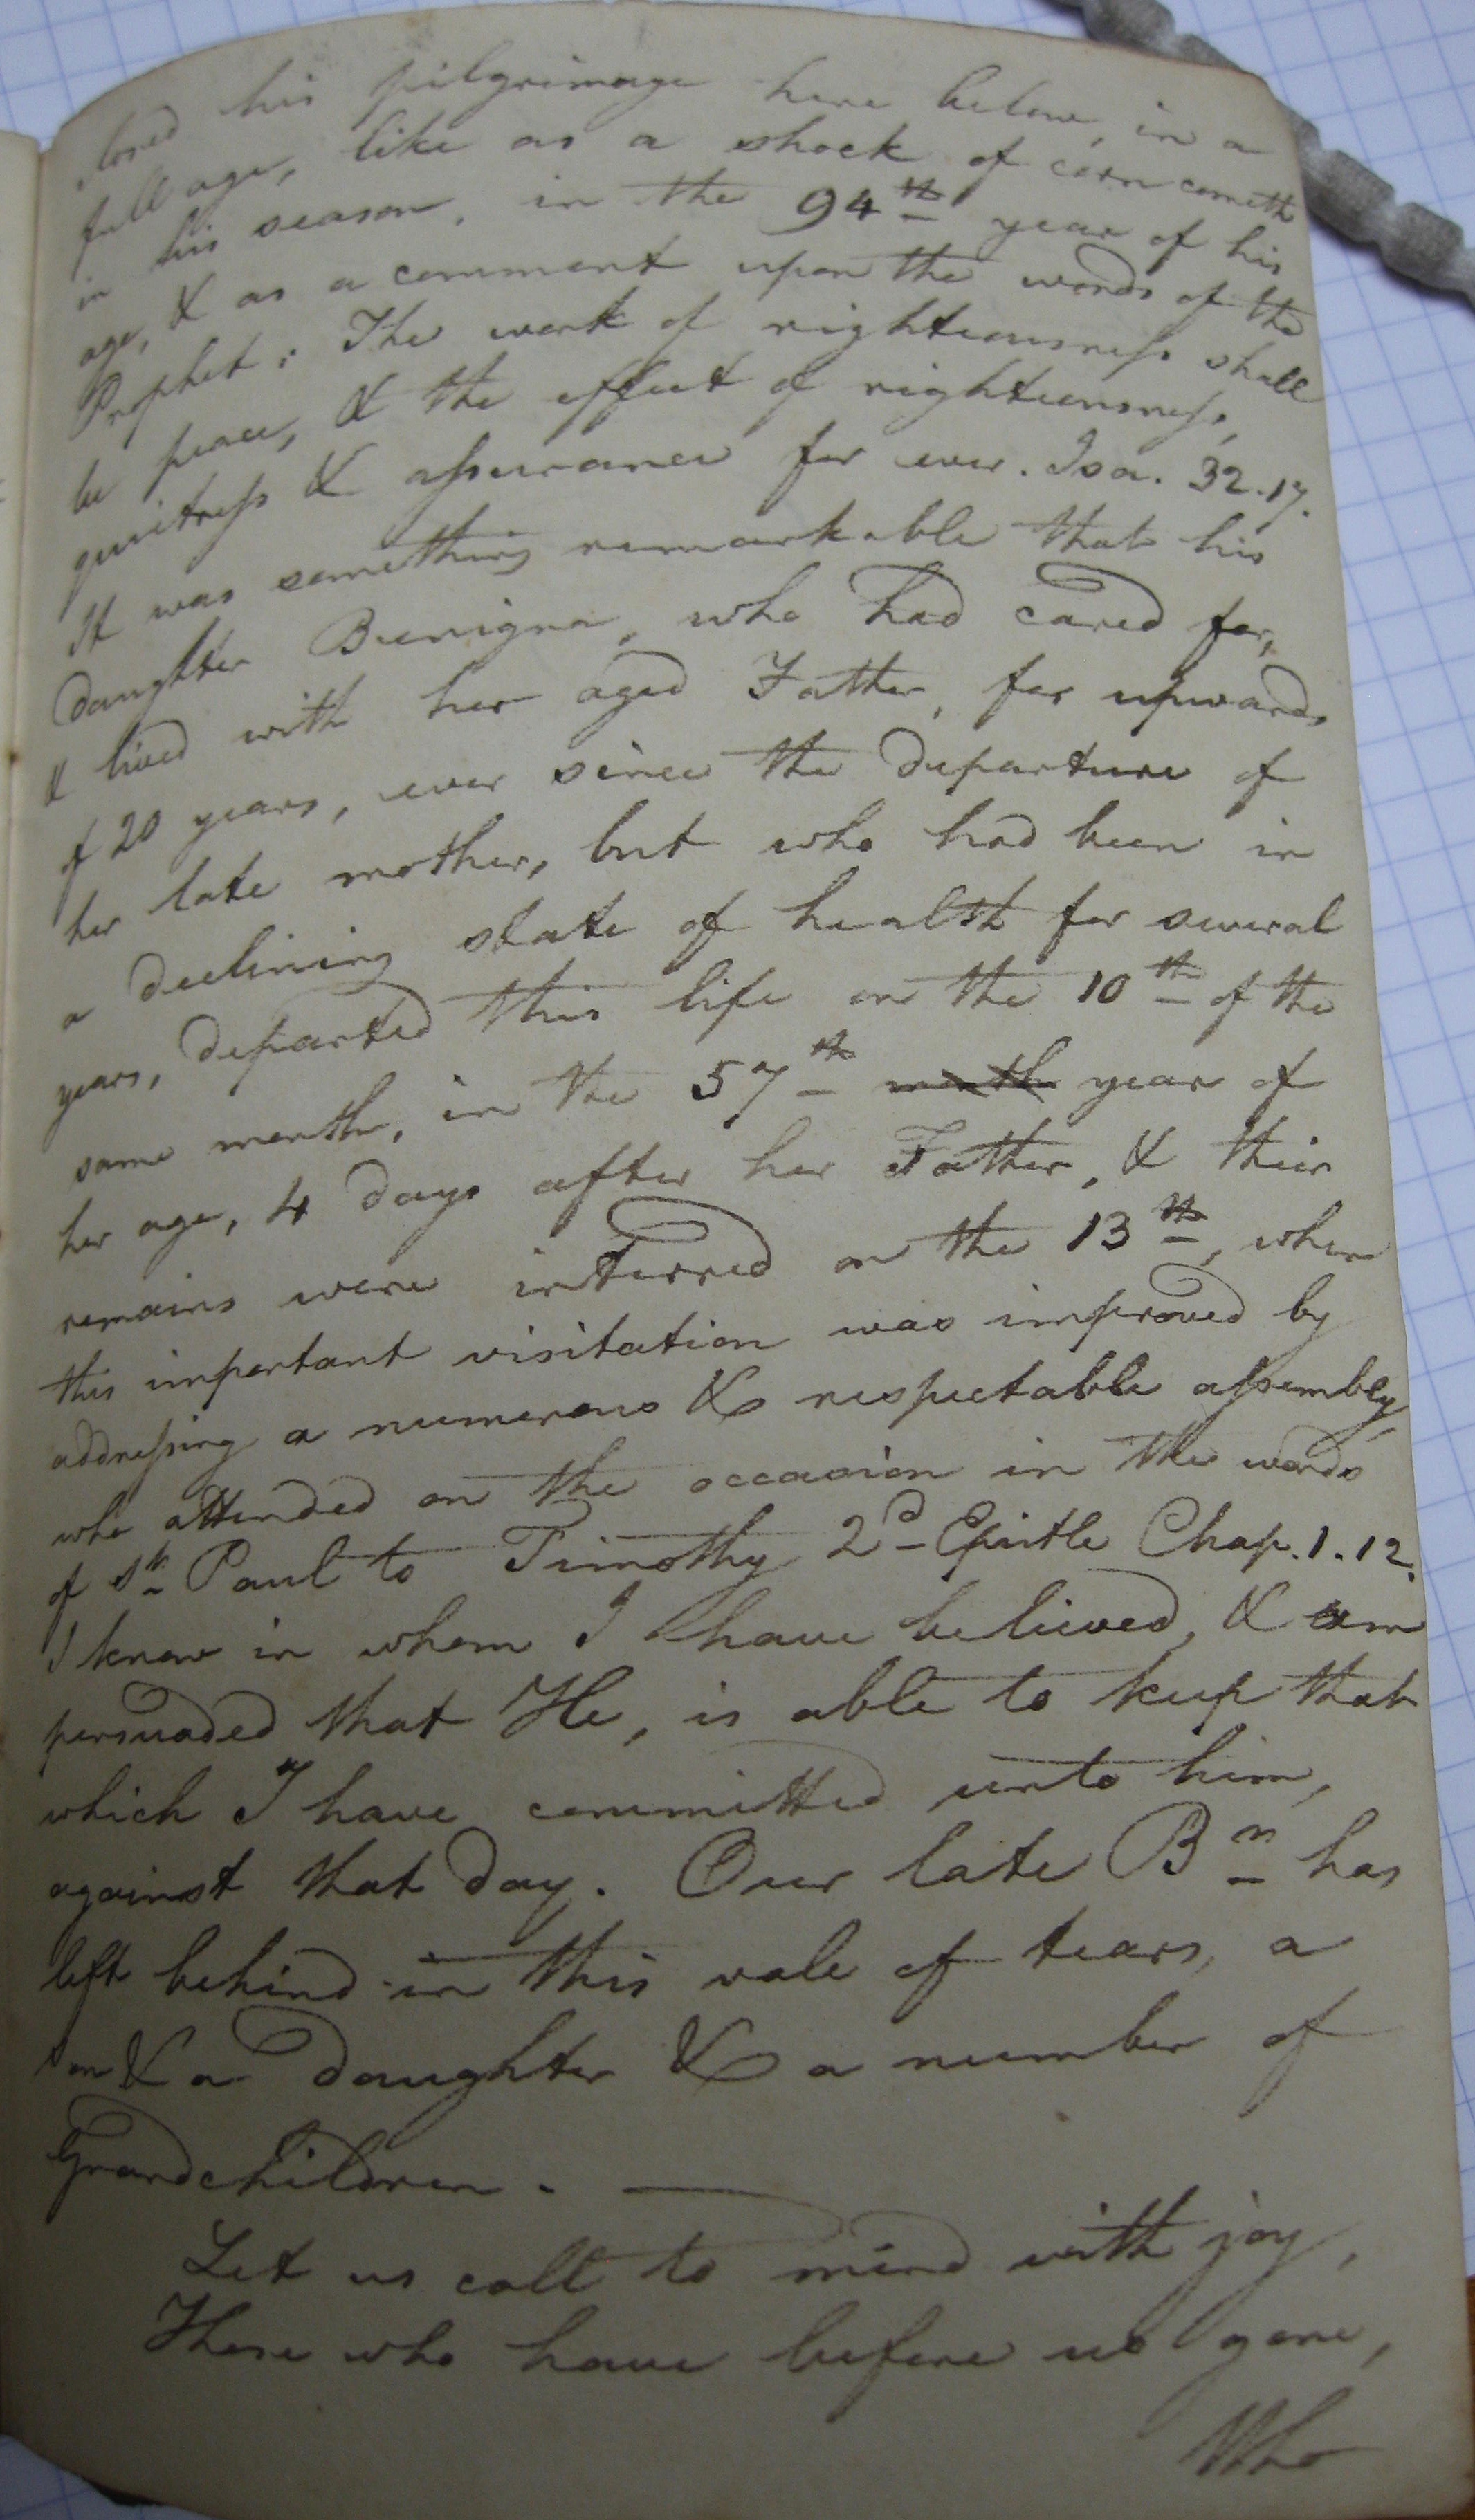 closed his pilgrimage here below, in a
full age, like as a shock of corn cometh
in his season, in the 94th year of his
age, & as a comment upon the words of the
Prophet: The work of righteousness shall
be peace, & the effect of righteousness,
quietness & assurance for ever. Isa. 32.17.
It was something remarkable that his
daughter Benigna, who had cared for,
& lived with her aged Father, for upwards
of 20 years, ever since the departure of
her late mother, but who had been in
a declining state of health for several
years, departed this life on the 10th of the
same month, in the 57th month year of
her age, 4 days after her Father, & their
remains were interred on the 13th, when
this important visitation was improved by
addressing a numerous & respectable assembly,
who attended on the occasion in the words
of St. Paul to Timothy 2d Epistle Chap. 1. 12.
I know in whom I have believed, & am
persuaded that He, is able to keep that
which I have committed unto him,
against that day. Our late Br. has
left behind in this vale of tears, a
son & a daughter & a number of
Grandchildren. —
Let us call to mind with joy,
Those who have before us gone,
Who